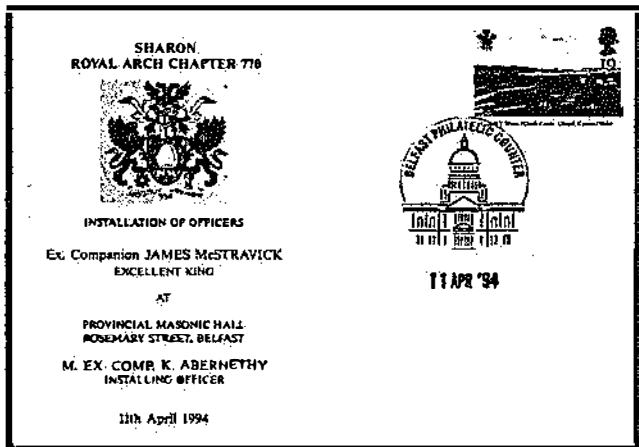 SHARON
ROYAL ARCH CHAPTER 770
INSTALLATION OF OFFICERS
Ex. Companion JAMES McSTRAVICK
EXCELLENT KING
AT
PROVINCIAL MASONIC HALL
ROSEMARY STREET, BELFAST
M. EX. COMP. K. ABERNETHY
INSTALLING OFFICER
11th April 1994
19
BELFAST PHILATELIC COUNTER
11 APR '94